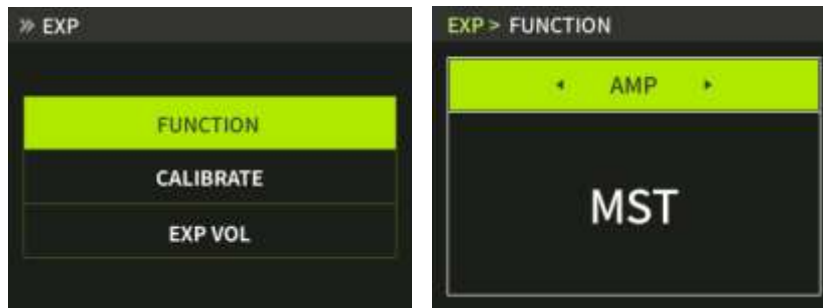 » EXP
FUNCTION
CALIBRATE
EXP VOL
EXP > FUNCTION
AMP
MST